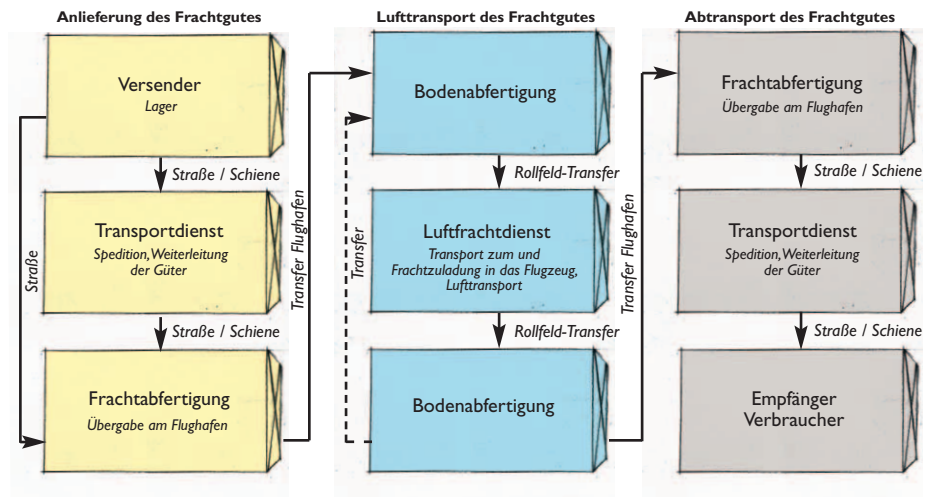 Anlieferung des Frachtgutes
Versender
Lager
Straße / Schiene
Straße
Transportdienst
Spedition,Weiterleitung
der Güter
Straße / Schiene
Frachtabfertigung
Übergabe am Flughafen
Transfer Flughafen
Lufttransport des Frachtgutes
Bodenabfertigung
Rollfeld-Transfer
Transfer
Luftfrachtdienst
Transport zum und
Frachtzuladung in das Flugzeug,
Lufttransport
Rollfeld-Transfer
Bodenabfertigung
Transfer Flughafen
Abtransport des Frachtgutes
Frachtabfertigung
Übergabe am Flughafen
Straße / Schiene
Transportdienst
Spedition,Weiterleitung
der Güter
Straße / Schiene
Empfänger
Verbraucher